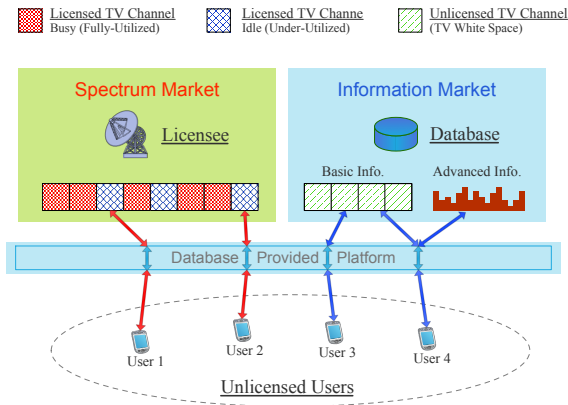 Licensed TV Channel
Busy (Fully-Utilized)
Licensed TV Channe
Idle (Under-Utilized)
Unlicensed TV Channel
(TV White Space)
Spectrum Market
Information Market
Licensee
Database
Basic Info.
Advanced Info.
Database Provided Platform
User 1
User 2
User 3
User 4
Unlicensed Users